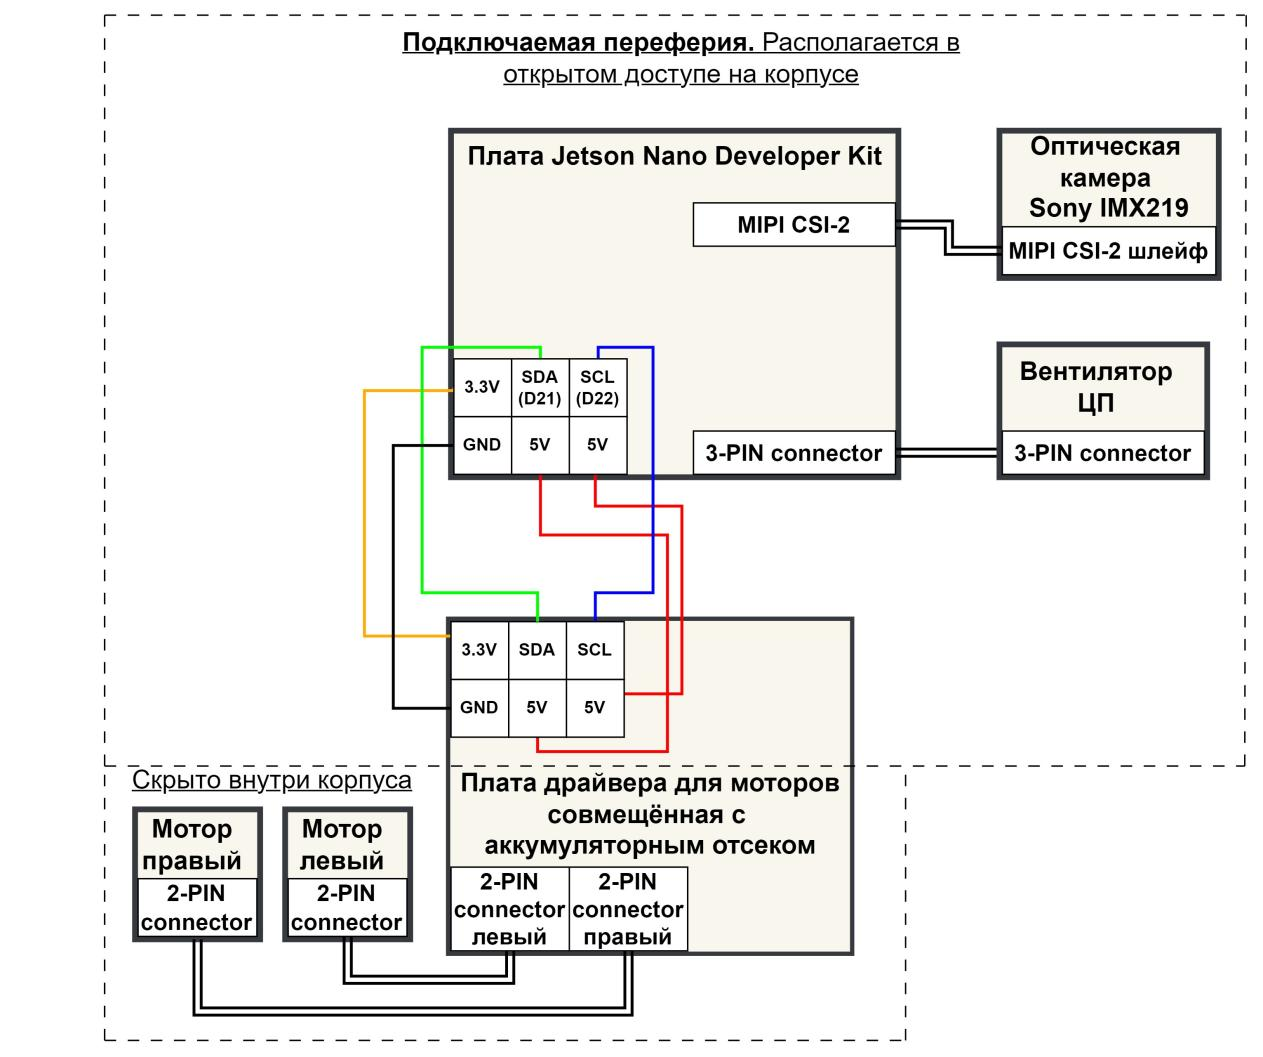 Подключаемая переферия. Располагается в
открытом доступе на корпусе
Плата Jetson Nano Developer Kit
MIPI CSI-2
Оптическая
камера
Sony IMX219
MIPI CSI-2 шлейф
3.3V
SDA
(D21)
SCL
(D22)
GND
5V
5V
3-PIN connector
Вентилятор
ЦП
3-PIN connector
3.3V
SDA
SCL
GND
5V
5V
Плата драйвера для моторов
совмещённая с
аккумуляторным отсеком
2-PIN
connector
левый
2-PIN
connector
правый
Скрыто внутри корпуса
Мотор
правый
2-PIN
connector
Мотор
левый
2-PIN
connector